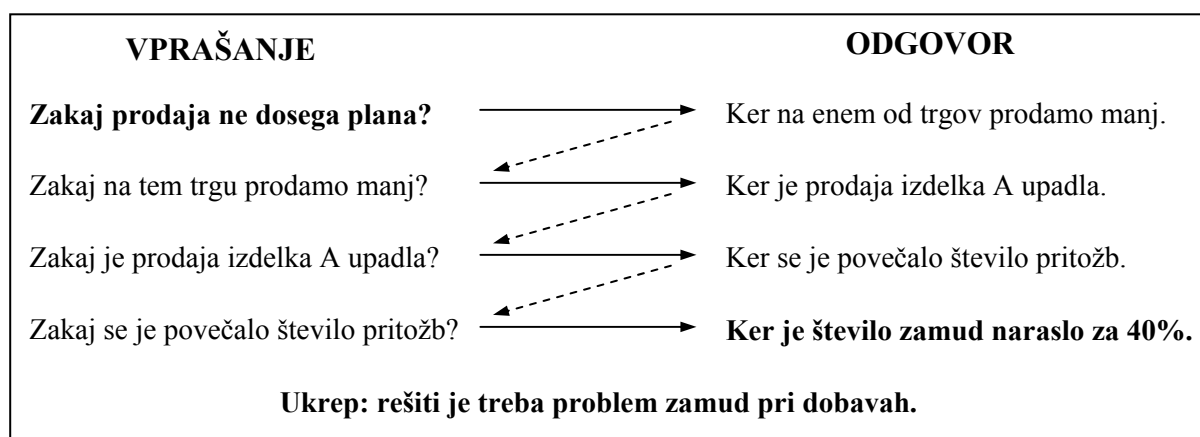 VPRAŠANJE ODGOVOR
Zakaj prodaja ne dosega plana? Ker na enem od trgov prodamo manj.
Zakaj na tem trgu prodamo manj? Ker je prodaja izdelka A upadla.
Zakaj je prodaja izdelka A upadla? Ker se je povečalo število pritožb.
Zakaj se je povečalo število pritožb? Ker je število zamud naraslo za 40%.
Ukrep: rešiti je treba problem zamud pri dobavah.